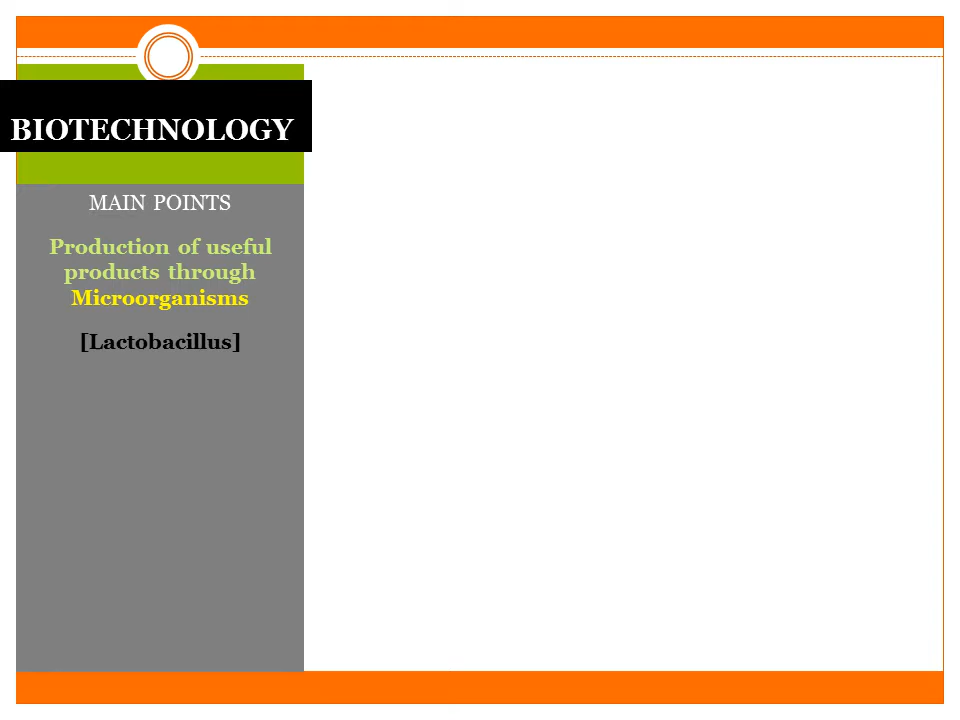 BIOTECHNOLOGY
MAIN POINTS
Production of useful
products through
Microorganisms
[Lactobacillus]